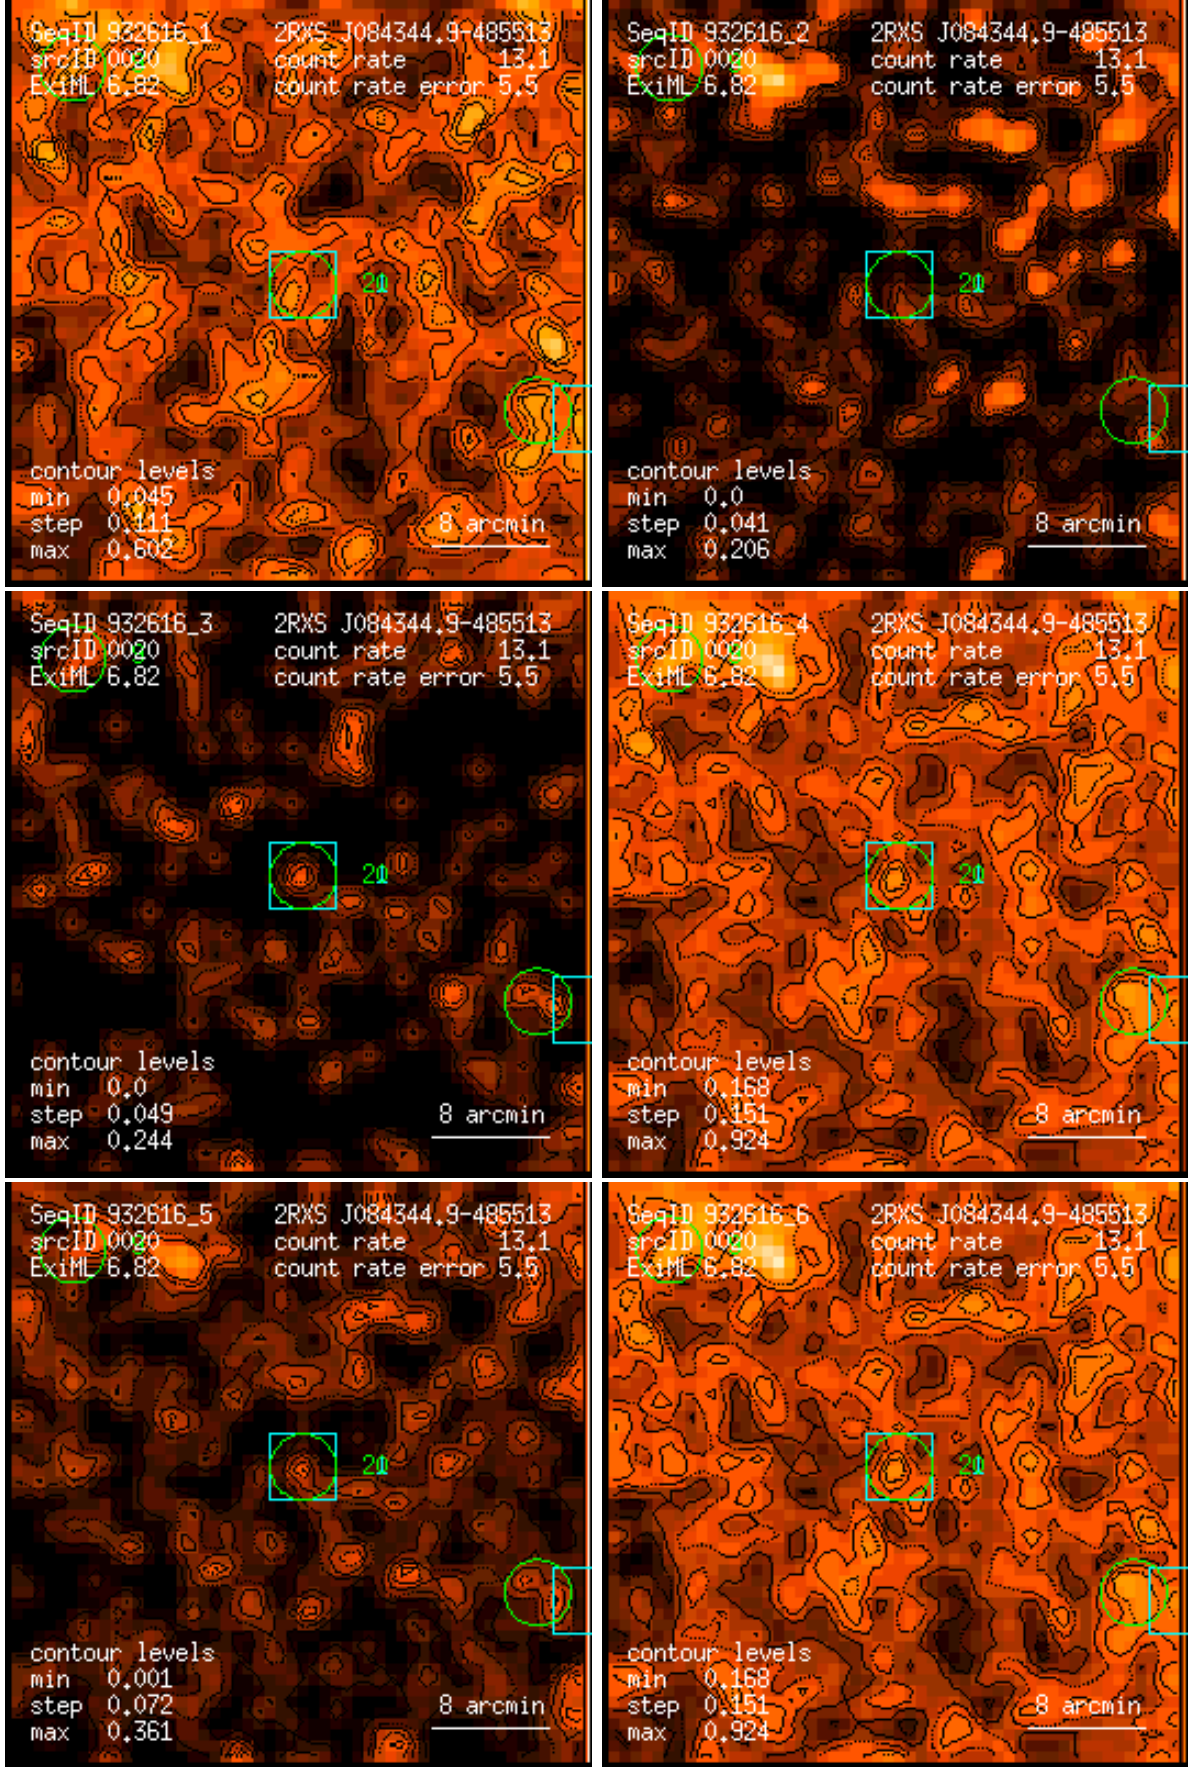 SeqID 932616_1 2RXS J084344.9-485513
srcID 0020 count rate 13.1
ExiML 6.82 count rate error 5.5
contour levels
min 0.045
step 0.111
max 0.602
8 arcmin
SeqID 932616_2 2RXS J084344.9-485513
srcID 0020 count rate 13.1
ExiML 6.82 count rate error 5.5
contour levels
min 0.0
step 0.041
max 0.206
8 arcmin
SeqID 932616_3 2RXS J084344.9-485513
srcID 0020 count rate 13.1
ExiML 6.82 count rate error 5.5
contour levels
min 0.0
step 0.049
max 0.244
8 arcmin
SeqID 932616_4 2RXS J084344.9-485513
srcID 0020 count rate 13.1
ExiML 6.82 count rate error 5.5
contour levels
min 0.168
step 0.151
max 0.924
8 arcmin
SeqID 932616_5 2RXS J084344.9-485513
srcID 0020 count rate 13.1
ExiML 6.82 count rate error 5.5
contour levels
min 0.001
step 0.072
max 0.361
8 arcmin
SeqID 932616_6 2RXS J084344.9-485513
srcID 0020 count rate 13.1
ExiML 6.82 count rate error 5.5
contour levels
min 0.168
step 0.151
max 0.924
8 arcmin